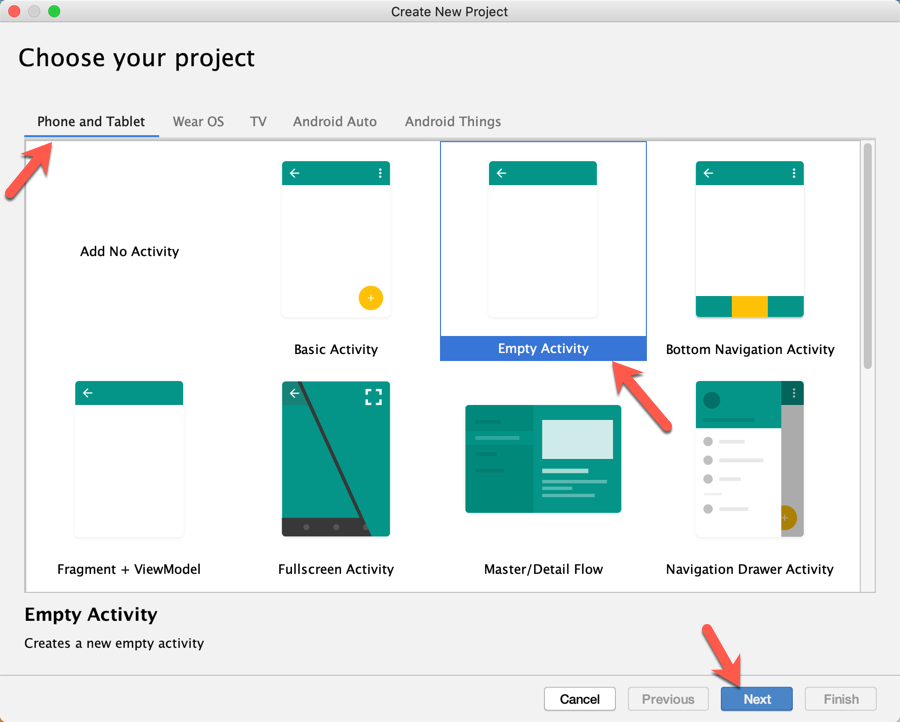 Create New Project
Choose your project
Phone and Tablet Wear OS TV Android Auto Android Things
Add No Activity
Basic Activity Empty Activity Bottom Navigation Activity
Fragment + ViewModel Fullscreen Activity Master/Detail Flow Navigation Drawer Activity
Empty Activity
Creates a new empty activity
Cancel Previous Next Finish